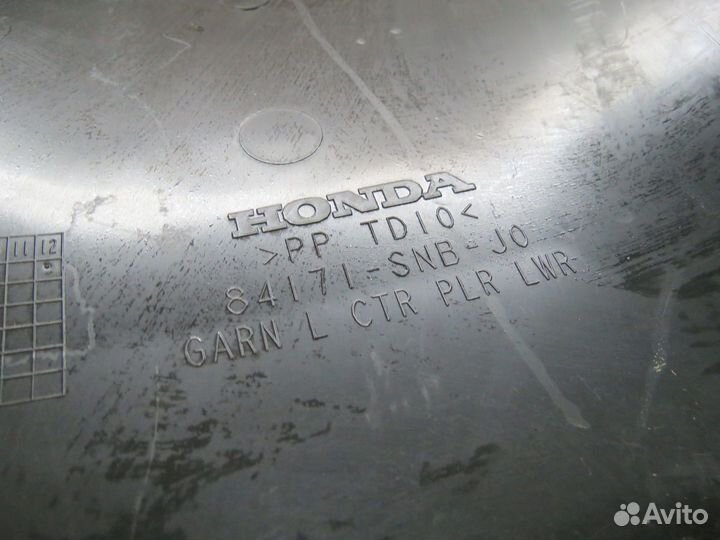 HONDA
>PP TD10<
84171-SNB-J0
GARN L CTR PLR LWR
11 12
Avito